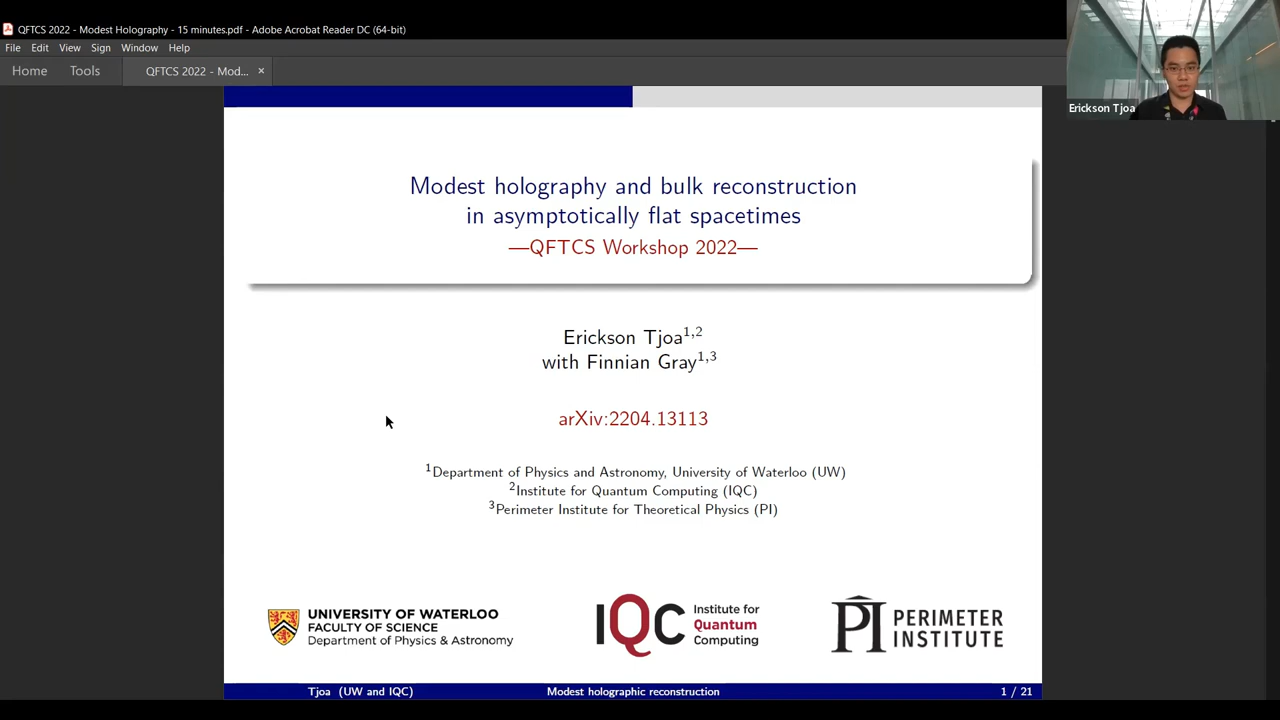 QFTCS 2022 - Modest Holography - 15 minutes.pdf - Adobe Acrobat Reader DC (64-bit)
File Edit View Sign Window Help
Home Tools QFTCS 2022 - Mod... ×
Erickson Tjoa
Modest holography and bulk reconstruction
in asymptotically flat spacetimes
—QFTCS Workshop 2022—
Erickson Tjoa1,2
with Finnian Gray1,3
arXiv:2204.13113
1Department of Physics and Astronomy, University of Waterloo (UW)
2Institute for Quantum Computing (IQC)
3Perimeter Institute for Theoretical Physics (PI)
UNIVERSITY OF WATERLOO
FACULTY OF SCIENCE
Department of Physics & Astronomy
IQC
Institute for
Quantum
Computing
PI
PERIMETER
INSTITUTE
Tjoa (UW and IQC) Modest holographic reconstruction 1 / 21